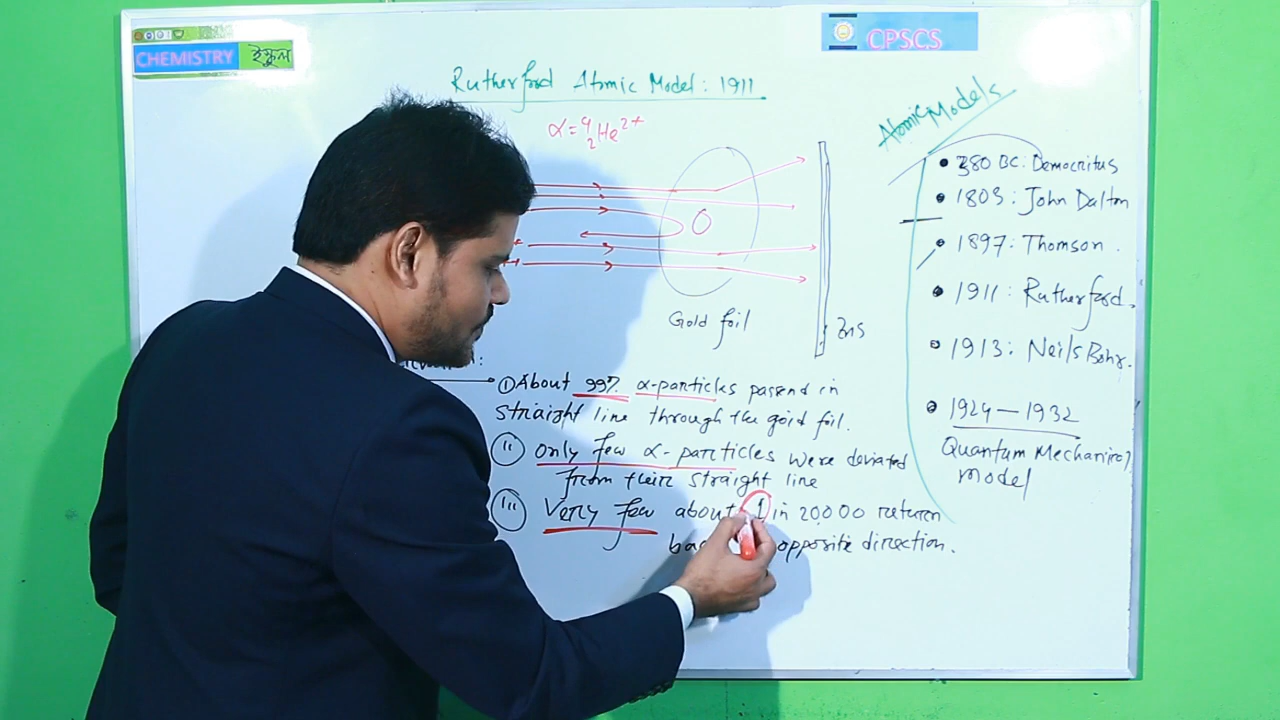 CHEMISTRY ইস্কুল
CPSCS
Rutherford Atomic Model: 1911
α = ⁴₂He²⁺
Gold foil
ZnS
① About 99% α-particles passend in
straight line through the gold foil.
ⓘⓘ Only few α-particles were deviated
from their straight line
ⓘⓘⓘ Very few about 1 in 20000 return
opposite direction.
Atomic Models
• 380 BC: Democritus
• 1803: John Dalton
• 1897: Thomson.
• 1911: Rutherford.
• 1913: Neils Bohr.
• 1924 — 1932
Quantum Mechanical
model